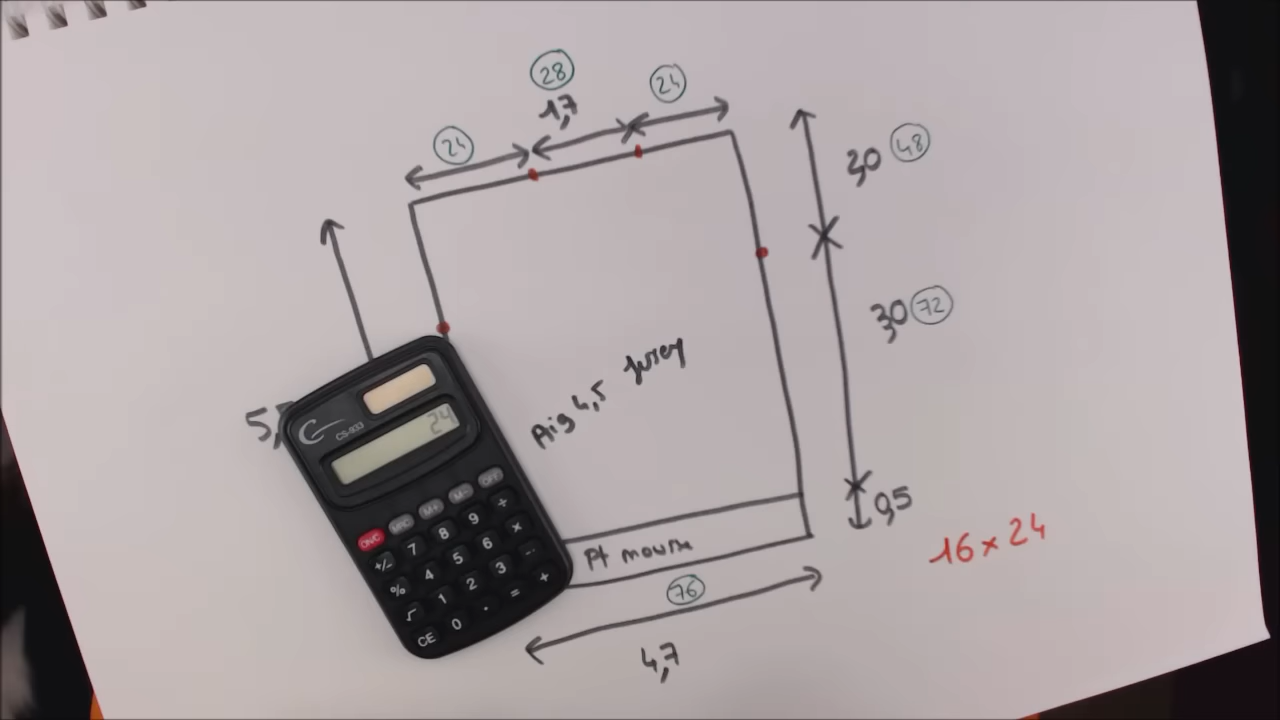 28
24
1,7
24
30 48
30 72
5,
Aig 4,5 Jersey
24
CS-933
ON/C MRC M+ M- OFF
+/- 7 8 9 ÷
% 4 5 6 ×
√ 1 2 3 -
CE 0 . = +
Pt mousse
0,5
16 × 24
76
4,7